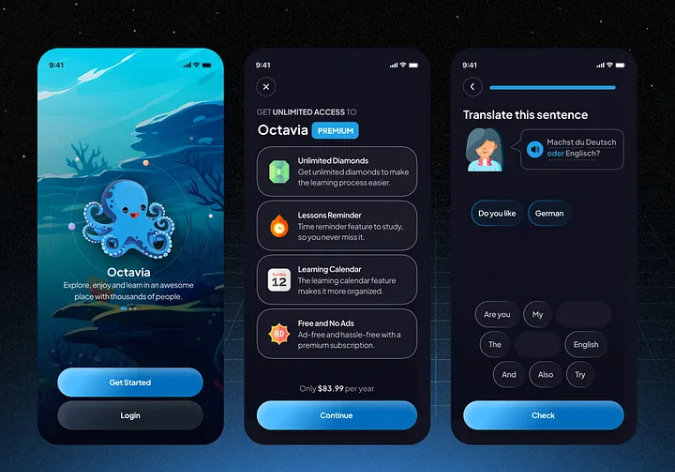 9:41
Octavia
Explore, enjoy and learn in an awesome
place with thousands of people.
Get Started
Login
9:41
GET UNLIMITED ACCESS TO
Octavia PREMIUM
Unlimited Diamonds
Get unlimited diamonds to make
the learning process easier.
Lessons Reminder
Time reminder feature to study,
so you never miss it.
12
Learning Calendar
The learning calendar feature
makes it more organized.
AD
Free and No Ads
Ad-free and hassle-free with a
premium subscription.
Only $83.99 per year
Continue
9:41
Translate this sentence
Machst du Deutsch
oder Englisch?
Do you like
German
Are you
My
The
English
And
Also
Try
Check